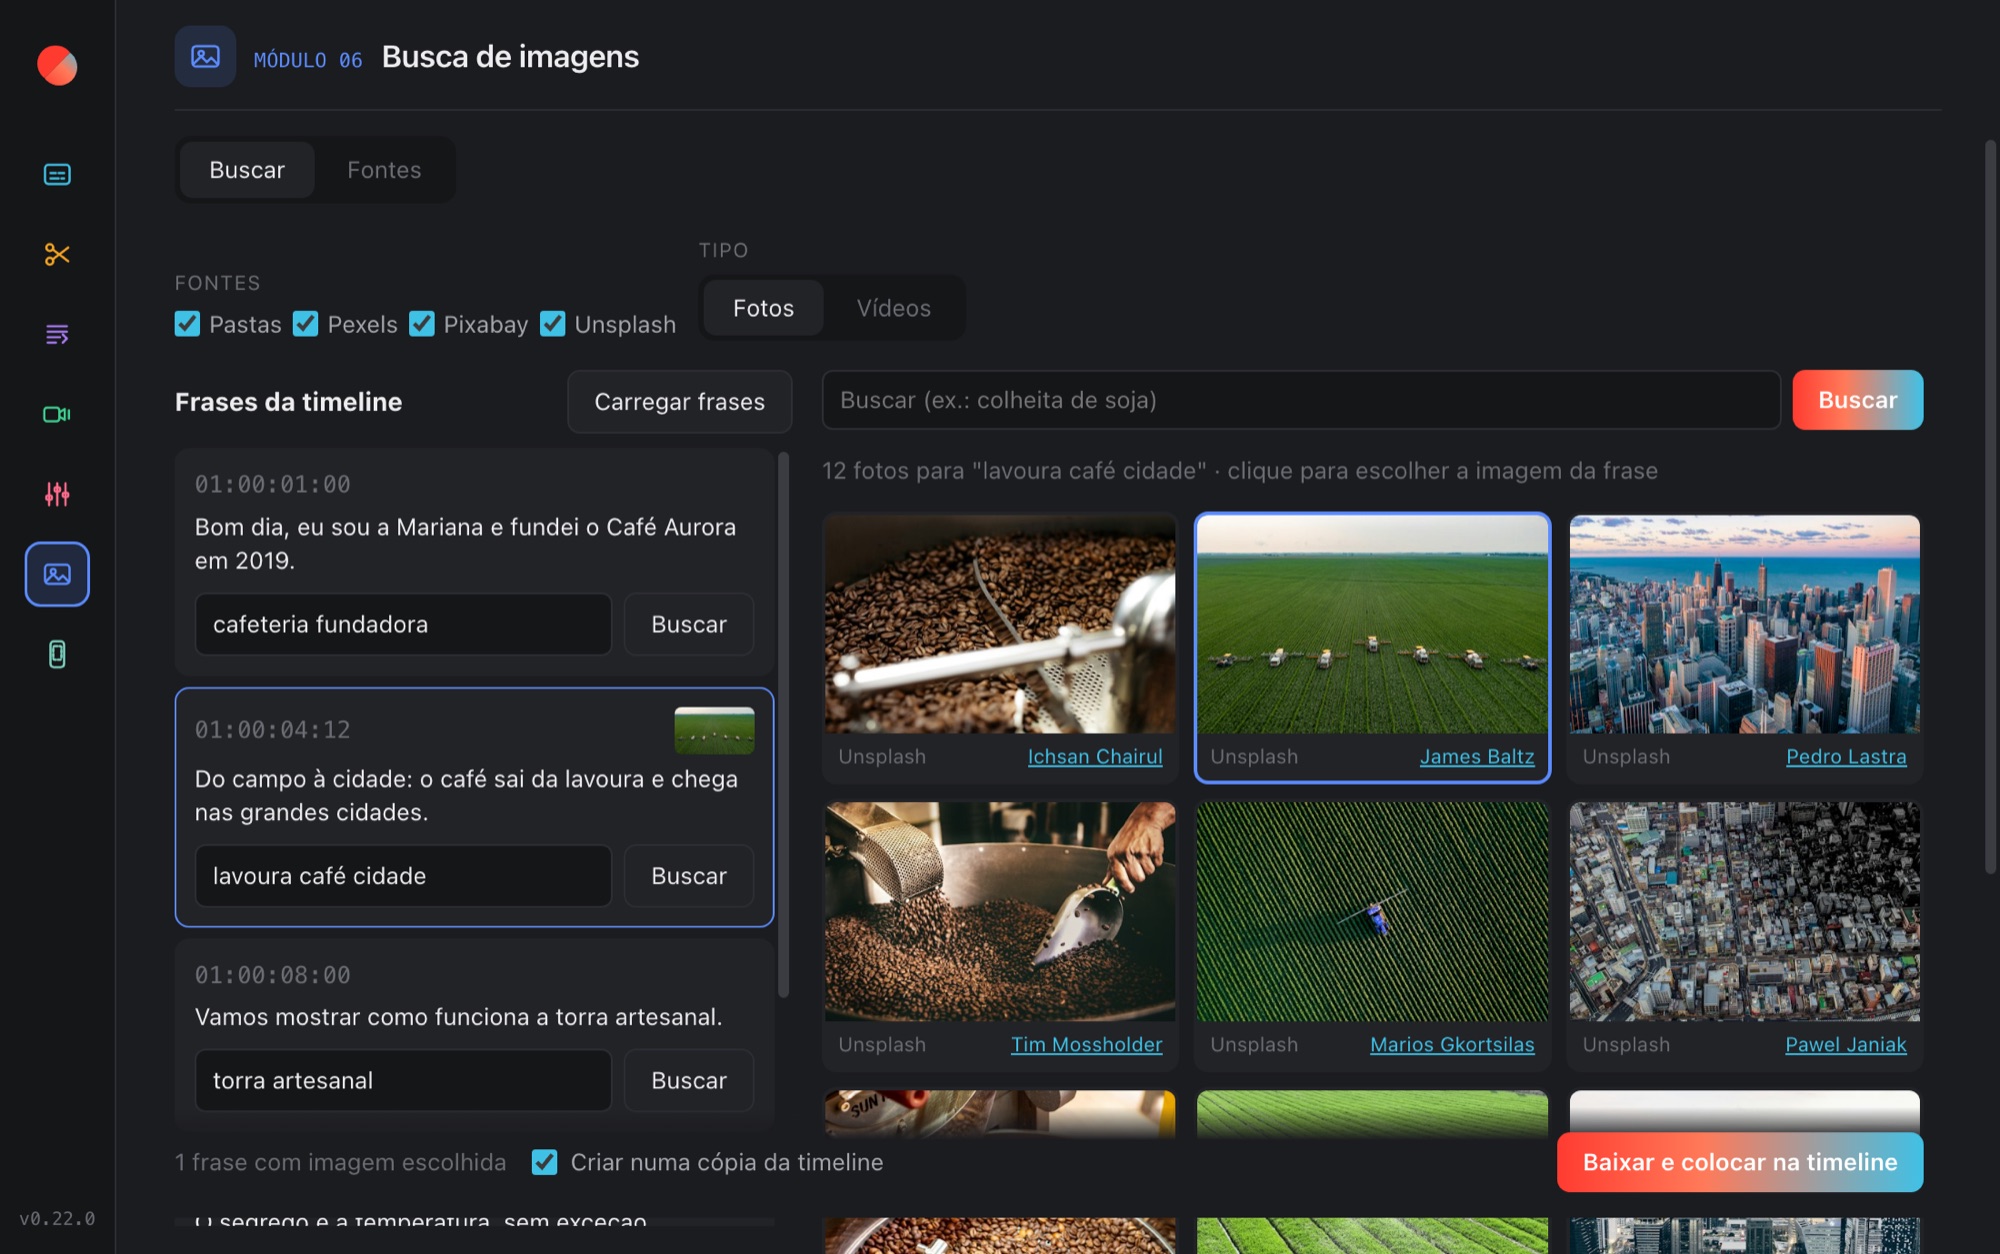 MÓDULO 06 Busca de imagens
Buscar Fontes
TIPO
FONTES
Fotos Vídeos
Pastas Pexels Pixabay Unsplash
Frases da timeline
Carregar frases
01:00:01:00
Bom dia, eu sou a Mariana e fundei o Café Aurora
em 2019.
cafeteria fundadora
Buscar
01:00:04:12
Do campo à cidade: o café sai da lavoura e chega
nas grandes cidades.
lavoura café cidade
Buscar
01:00:08:00
Vamos mostrar como funciona a torra artesanal.
torra artesanal
Buscar
Buscar (ex.: colheita de soja)
Buscar
12 fotos para "lavoura café cidade" · clique para escolher a imagem da frase
Unsplash Ichsan Chairul
Unsplash James Baltz
Unsplash Pedro Lastra
Unsplash Tim Mossholder
Unsplash Marios Gkortsilas
Unsplash Pawel Janiak
1 frase com imagem escolhida
Criar numa cópia da timeline
Baixar e colocar na timeline
O segredo é a temperatura, sem exceção
v0.22.0